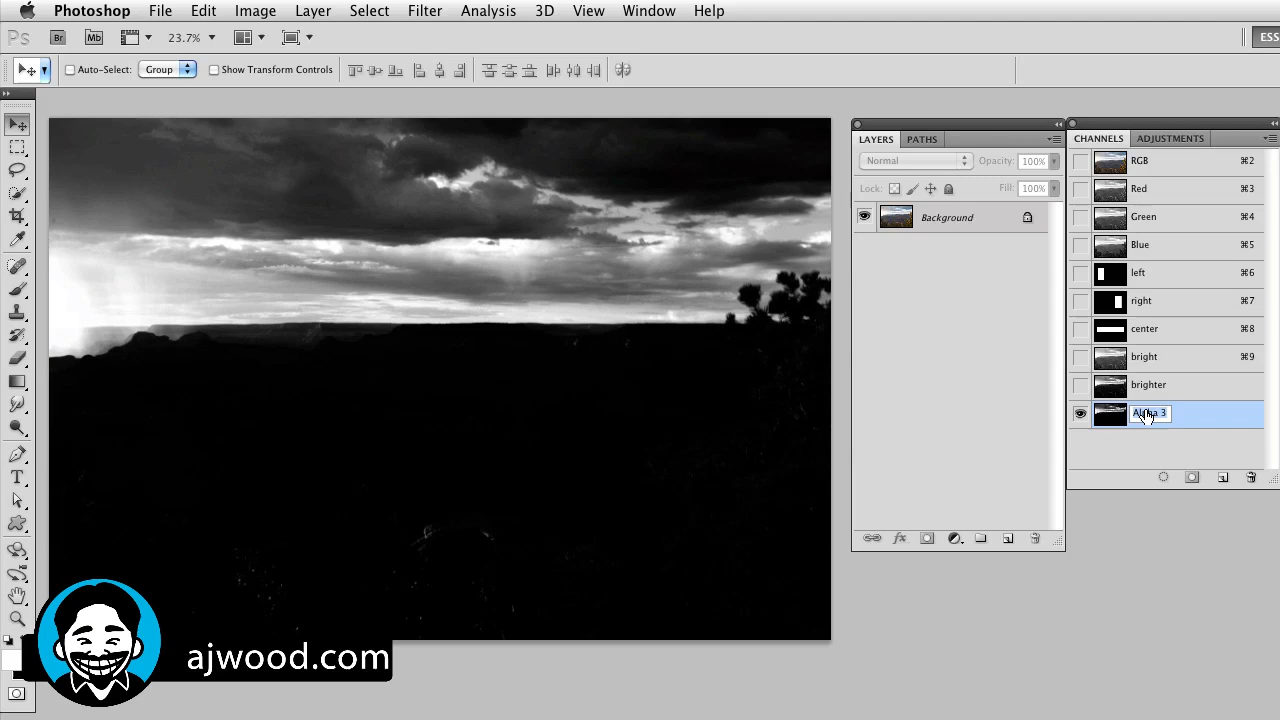 Photoshop File Edit Image Layer Select Filter Analysis 3D View Window Help
Ps Br Mb 23.7% ESS
Auto-Select: Group Show Transform Controls
LAYERS PATHS
Normal Opacity: 100%
Lock: Fill: 100%
Background
CHANNELS ADJUSTMENTS
RGB ⌘2
Red ⌘3
Green ⌘4
Blue ⌘5
left ⌘6
right ⌘7
center ⌘8
bright ⌘9
brighter
Alpha 3
ajwood.com